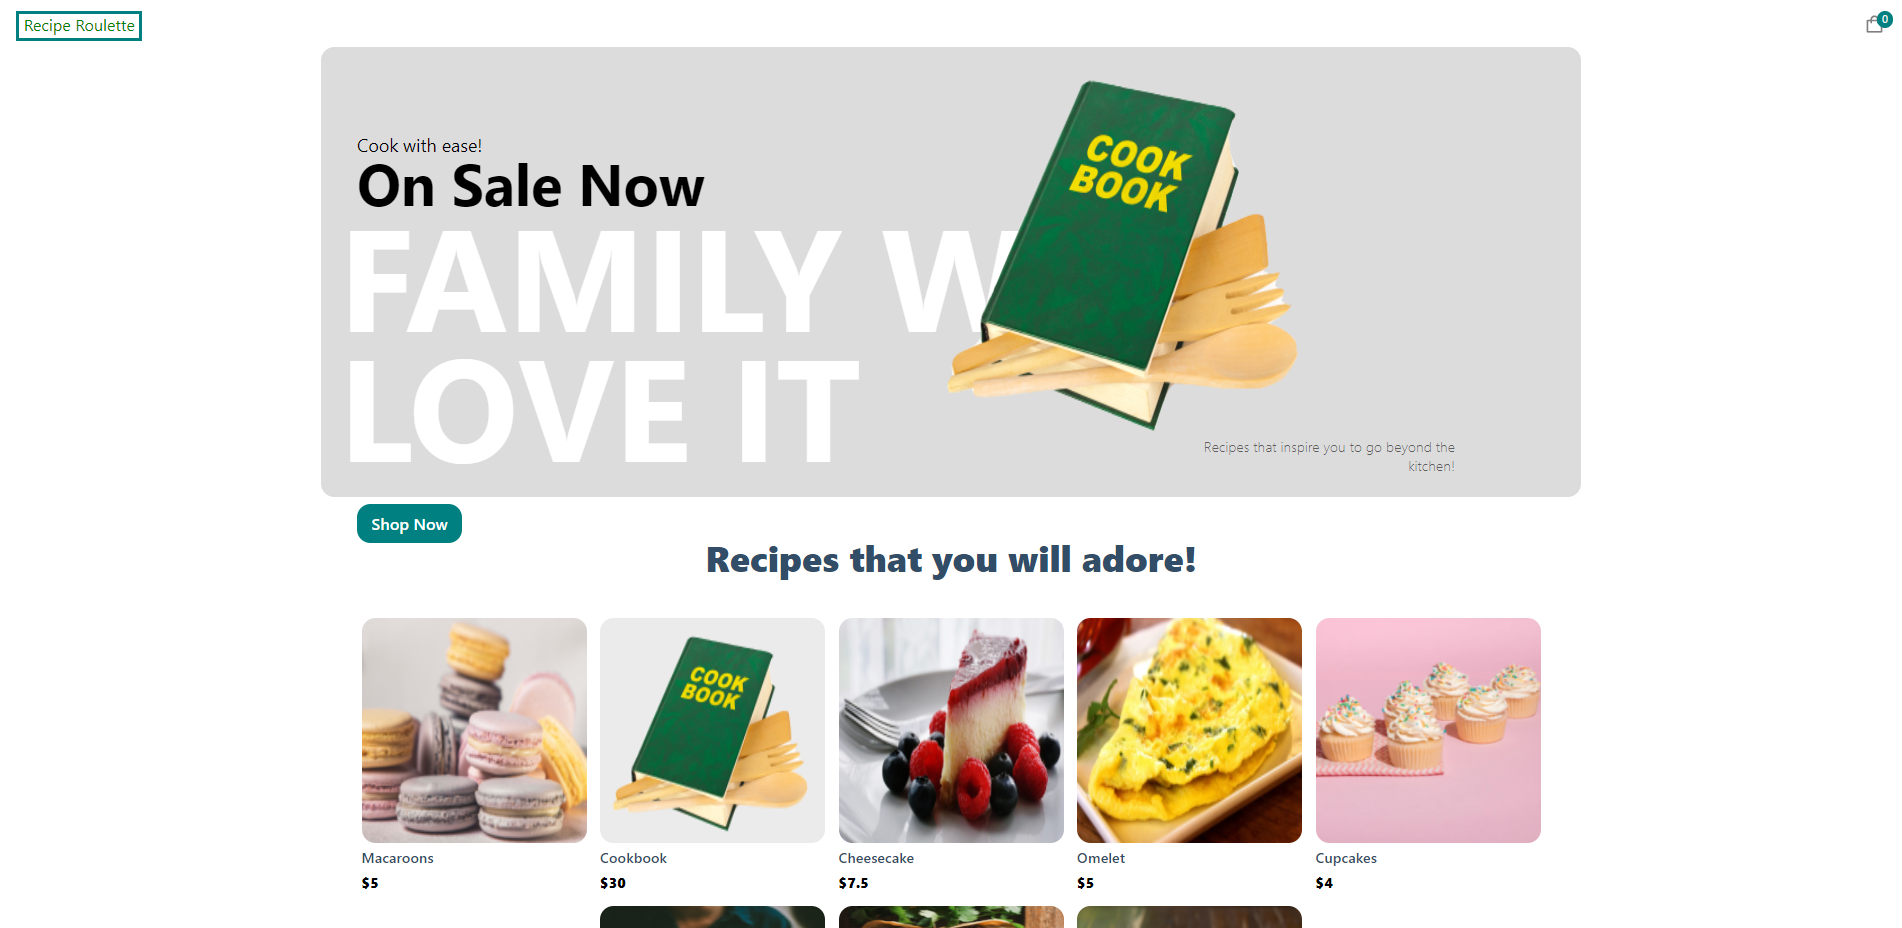 Recipe Roulette
0
Cook with ease!
On Sale Now
FAMILY W
LOVE IT
COOK
BOOK
Recipes that inspire you to go beyond the
kitchen!
Shop Now
Recipes that you will adore!
COOK
BOOK
Macaroons
Cookbook
Cheesecake
Omelet
Cupcakes
$5
$30
$7.5
$5
$4